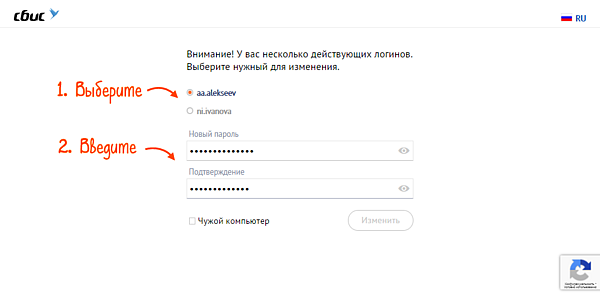 сбис
RU
Внимание! У вас несколько действующих логинов.
Выберите нужный для изменения.
1. Выберите
aa.alekseev
ni.ivanova
Новый пароль
2. Введите
••••••••••••••
Подтверждение
•••••••••••••
Чужой компьютер
Изменить